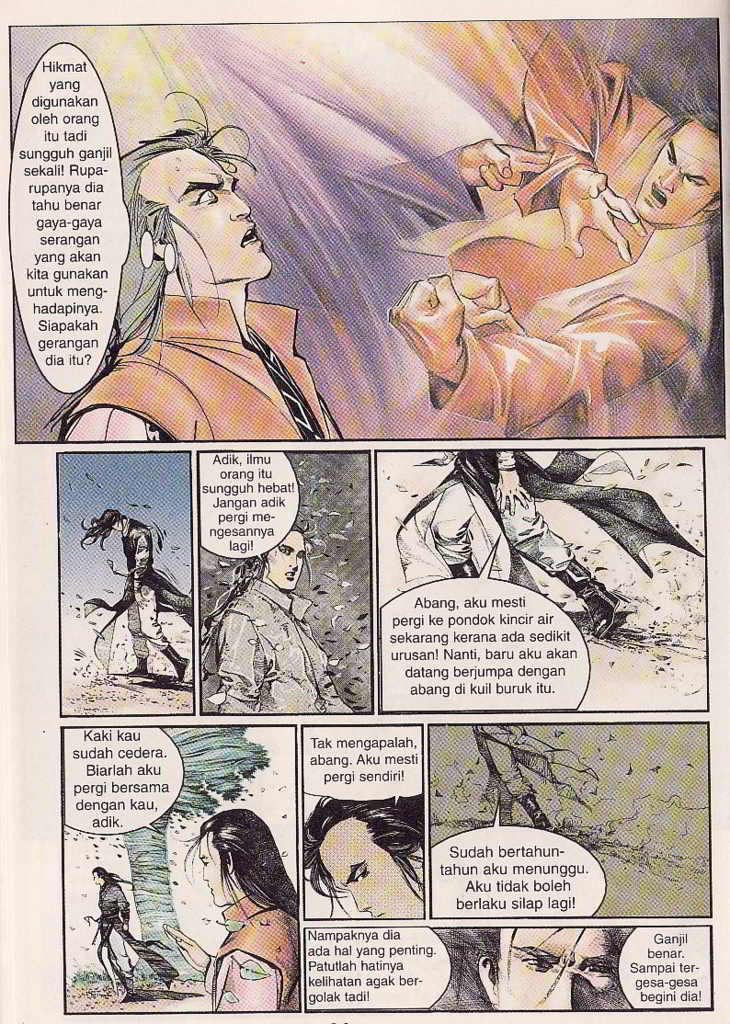 Hikmat
yang
digunakan
oleh orang
itu tadi
sungguh ganjil
sekali! Rupa-
rupanya dia
tahu benar
gaya-gaya
serangan
yang akan
kita gunakan
untuk meng-
hadapinya.
Siapakah
gerangan
dia itu?
Adik, ilmu
orang itu
sungguh hebat!
Jangan adik
pergi me-
ngesannya
lagi!
Abang, aku mesti
pergi ke pondok kincir air
sekarang kerana ada sedikit
urusan! Nanti, baru aku akan
datang berjumpa dengan
abang di kuil buruk itu.
Kaki kau
sudah cedera.
Biarlah aku
pergi bersama
dengan kau,
adik.
Tak mengapalah,
abang. Aku mesti
pergi sendiri!
Sudah bertahun-
tahun aku menunggu.
Aku tidak boleh
berlaku silap lagi!
Nampaknya dia
ada hal yang penting.
Patutlah hatinya
kelihatan agak ber-
golak tadi!
Ganjil
benar.
Sampai ter-
gesa-gesa
begini dia!